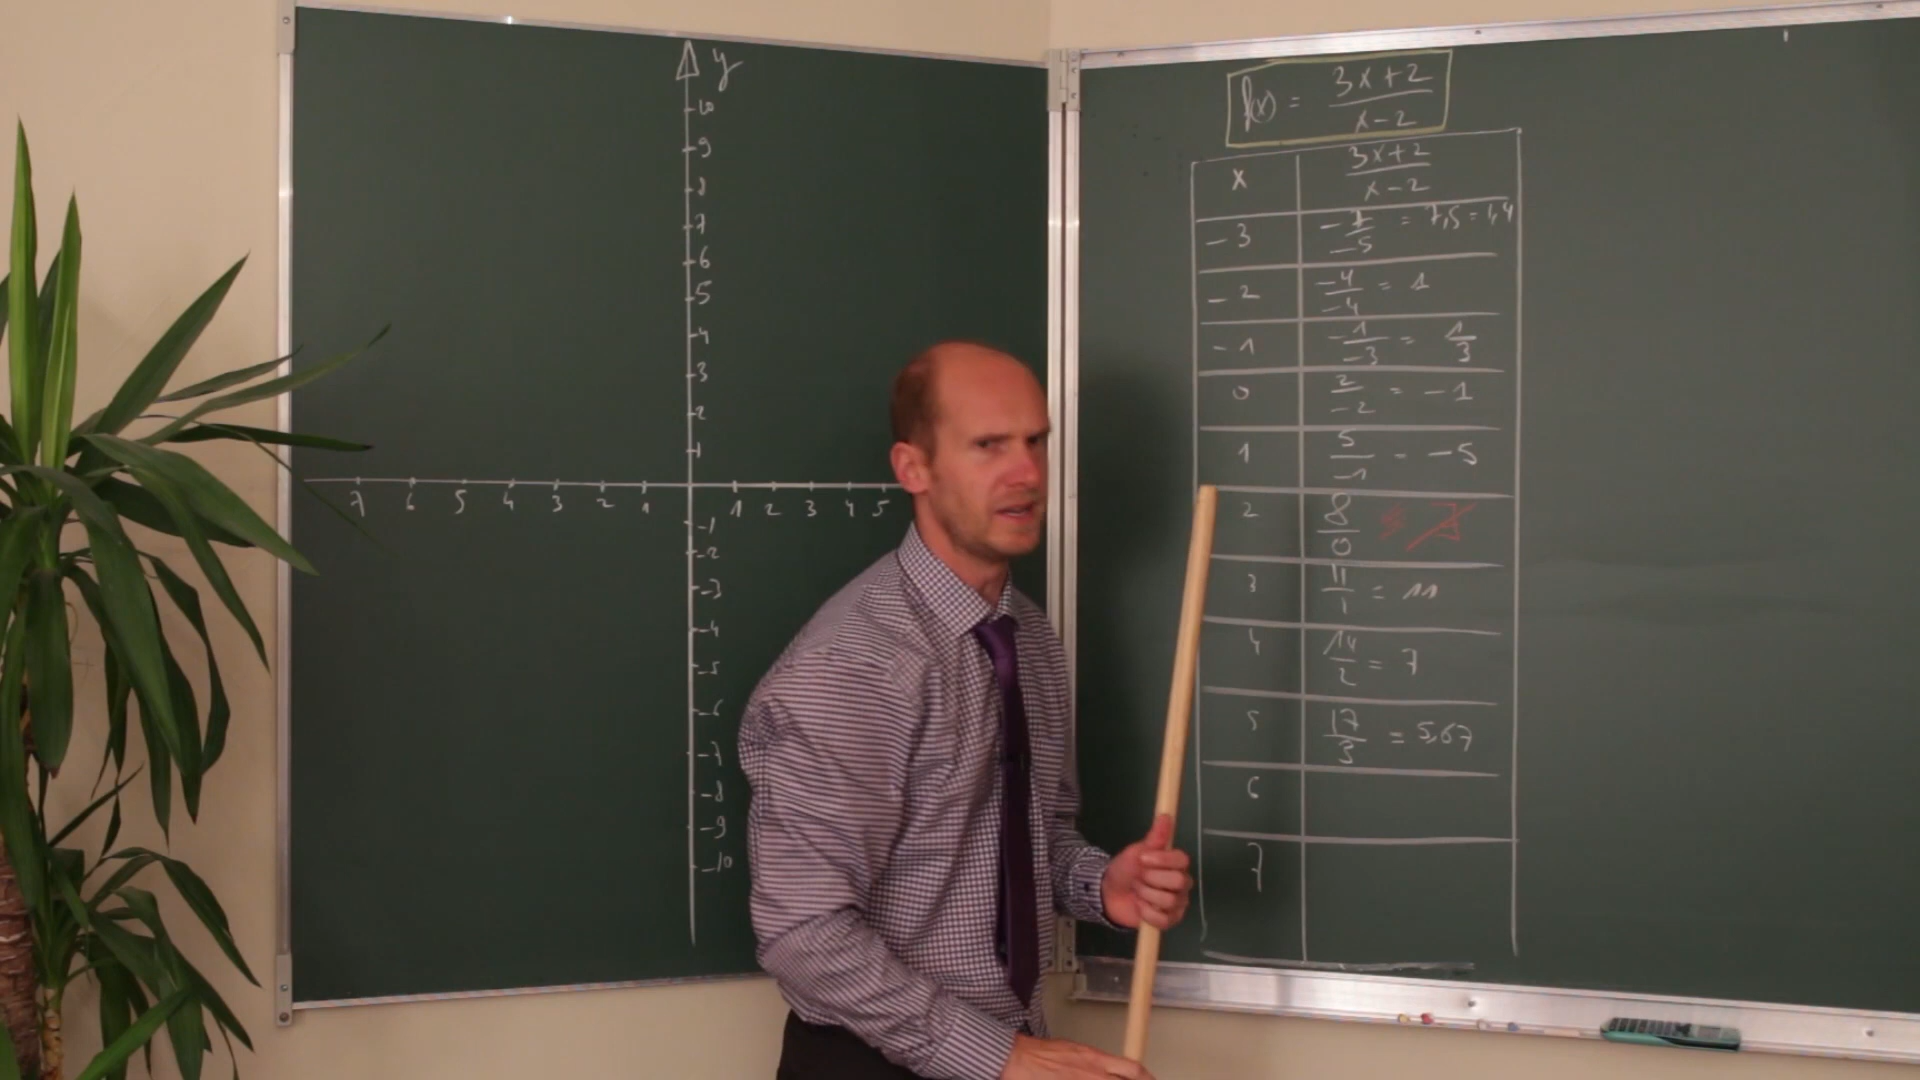 y
10
9
8
7
6
5
4
3
2
1
7 6 5 4 3 2 1 1 2 3 4 5
-1
-2
-3
-4
-5
-6
-7
-8
-9
-10
f(x) = 3x+2 / x-2
x 3x+2 / x-2
-3 -7 / -5 = 7,5 = 1,4
-2 -4 / -4 = 1
-1 -1 / -3 = 1 / 3
0 2 / -2 = -1
1 5 / -1 = -5
2 8 / 0
3 11 / 1 = 11
4 14 / 2 = 7
5 17 / 3 = 5,67
6
7